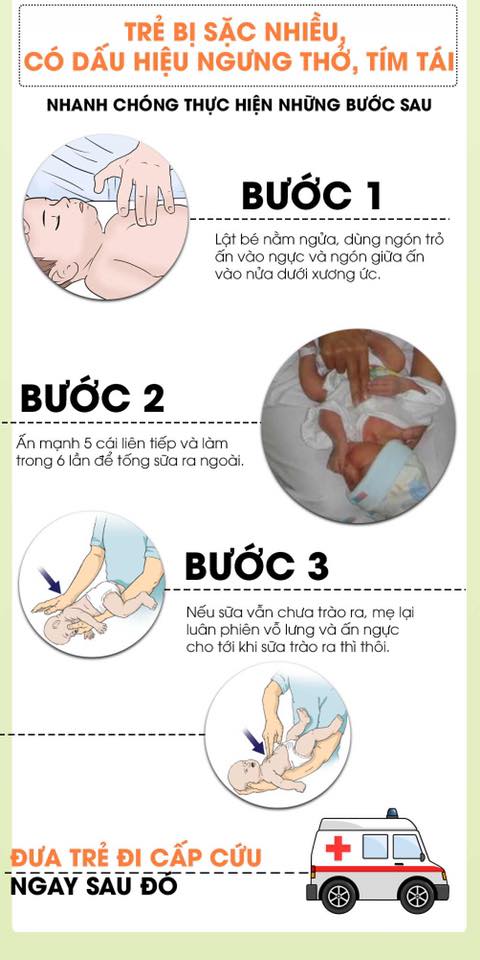 TRẺ BỊ SẶC NHIỀU,
CÓ DẤU HIỆU NGƯNG THỞ, TÍM TÁI
NHANH CHÓNG THỰC HIỆN NHỮNG BƯỚC SAU
BƯỚC 1
Lật bé nằm ngửa, dùng ngón trỏ
ấn vào ngực và ngón giữa ấn
vào nửa dưới xương ức.
BƯỚC 2
Ấn mạnh 5 cái liên tiếp và làm
trong 6 lần để tống sữa ra ngoài.
BƯỚC 3
Nếu sữa vẫn chưa trào ra, mẹ lại
luân phiên vỗ lưng và ấn ngực
cho tới khi sữa trào ra thì thôi.
ĐƯA TRẺ ĐI CẤP CỨU
NGAY SAU ĐÓ